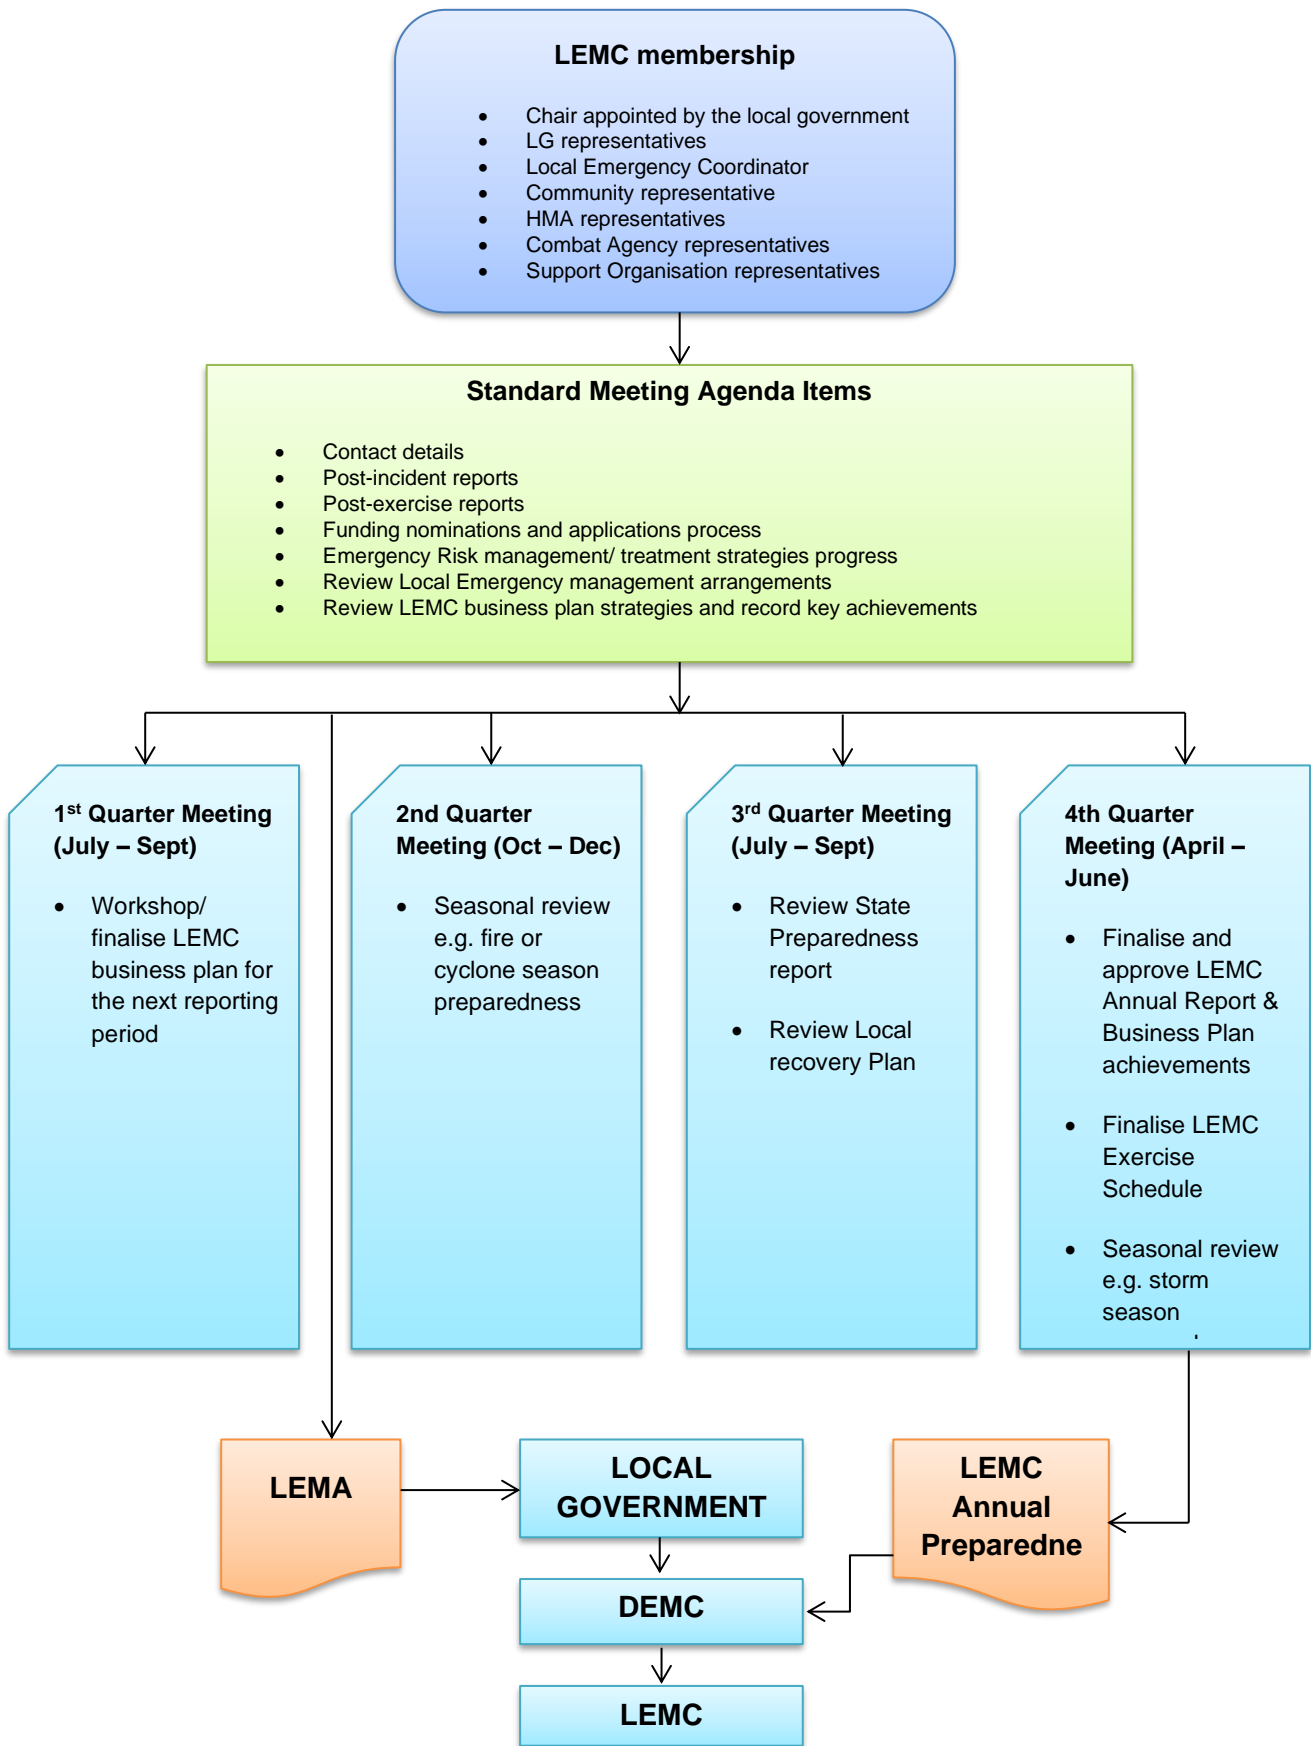 LEMC membership
• Chair appointed by the local government
• LG representatives
• Local Emergency Coordinator
• Community representative
• HMA representatives
• Combat Agency representatives
• Support Organisation representatives
Standard Meeting Agenda Items
• Contact details
• Post-incident reports
• Post-exercise reports
• Funding nominations and applications process
• Emergency Risk management/ treatment strategies progress
• Review Local Emergency management arrangements
• Review LEMC business plan strategies and record key achievements
1st Quarter Meeting
(July – Sept)
• Workshop/
finalise LEMC
business plan for
the next reporting
period
2nd Quarter
Meeting (Oct – Dec)
• Seasonal review
e.g. fire or
cyclone season
preparedness
3rd Quarter Meeting
(July – Sept)
• Review State
Preparedness
report
• Review Local
recovery Plan
4th Quarter
Meeting (April –
June)
• Finalise and
approve LEMC
Annual Report &
Business Plan
achievements
• Finalise LEMC
Exercise
Schedule
• Seasonal review
e.g. storm
season
LEMA
LOCAL
GOVERNMENT
LEMC
Annual
Preparedne
DEMC
LEMC